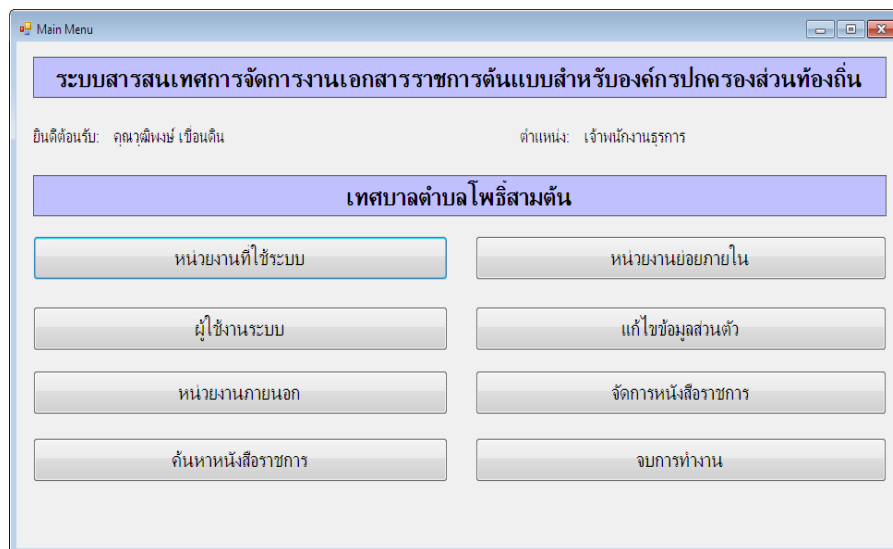 Main Menu
ระบบสารสนเทศการจัดการงานเอกสารราชการต้นแบบสำหรับองค์กรปกครองส่วนท้องถิ่น
ยินดีต้อนรับ: คุณวุฒิพงษ์ เขื่อนดิน ตำแหน่ง: เจ้าพนักงานธุรการ
เทศบาลตำบลโพธิ์สามต้น
หน่วยงานที่ใช้ระบบ หน่วยงานย่อยภายใน
ผู้ใช้งานระบบ แก้ไขข้อมูลส่วนตัว
หน่วยงานภายนอก จัดการหนังสือราชการ
ค้นหาหนังสือราชการ จบการทำงาน